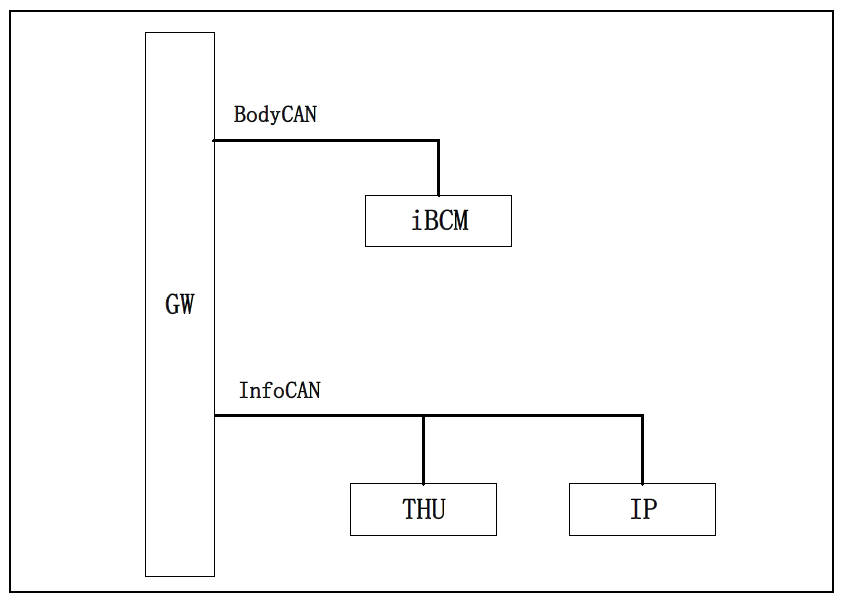 BodyCAN
iBCM
GW
InfoCAN
THU
IP